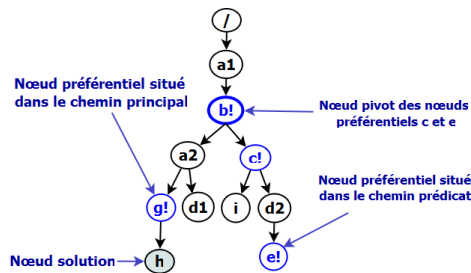 /
a1
Nœud préférentiel situé
dans le chemin principal
b!
Nœud pivot des nœuds
préférentiels c et e
a2
c!
Nœud préférentiel situé
dans le chemin prédicat
g!
d1
i
d2
Nœud solution
h
e!